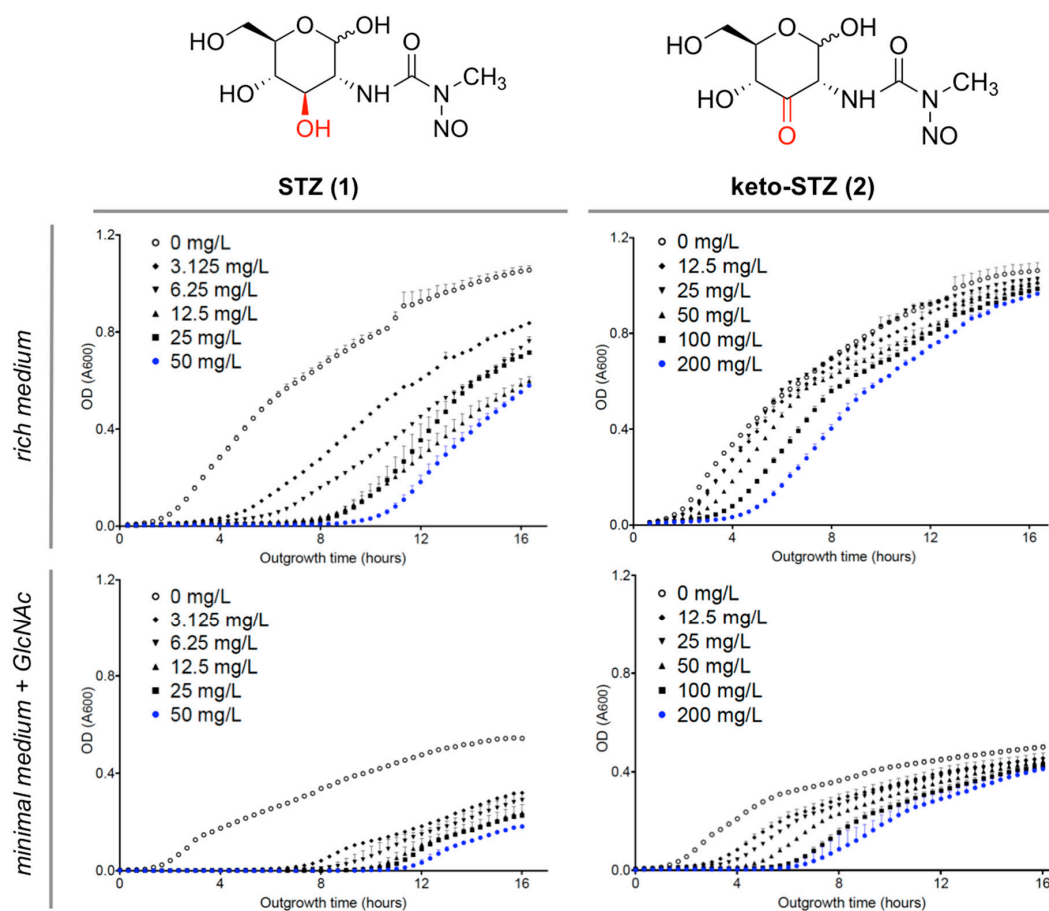 HO
O
OH
O
HO
NH
N
CH3
OH
NO
STZ (1)
HO
O
OH
O
HO
NH
N
CH3
O
NO
keto-STZ (2)
rich medium
OD (A600)
1.2
0.8
0.4
0.0
0 mg/L
3.125 mg/L
6.25 mg/L
12.5 mg/L
25 mg/L
50 mg/L
0 4 8 12 16
Outgrowth time (hours)
OD (A600)
1.2
0.8
0.4
0.0
0 mg/L
12.5 mg/L
25 mg/L
50 mg/L
100 mg/L
200 mg/L
0 4 8 12 16
Outgrowth time (hours)
minimal medium + GlcNAc
OD (A600)
1.2
0.8
0.4
0.0
0 mg/L
3.125 mg/L
6.25 mg/L
12.5 mg/L
25 mg/L
50 mg/L
0 4 8 12 16
Outgrowth time (hours)
OD (A600)
1.2
0.8
0.4
0.0
0 mg/L
12.5 mg/L
25 mg/L
50 mg/L
100 mg/L
200 mg/L
0 4 8 12 16
Outgrowth time (hours)